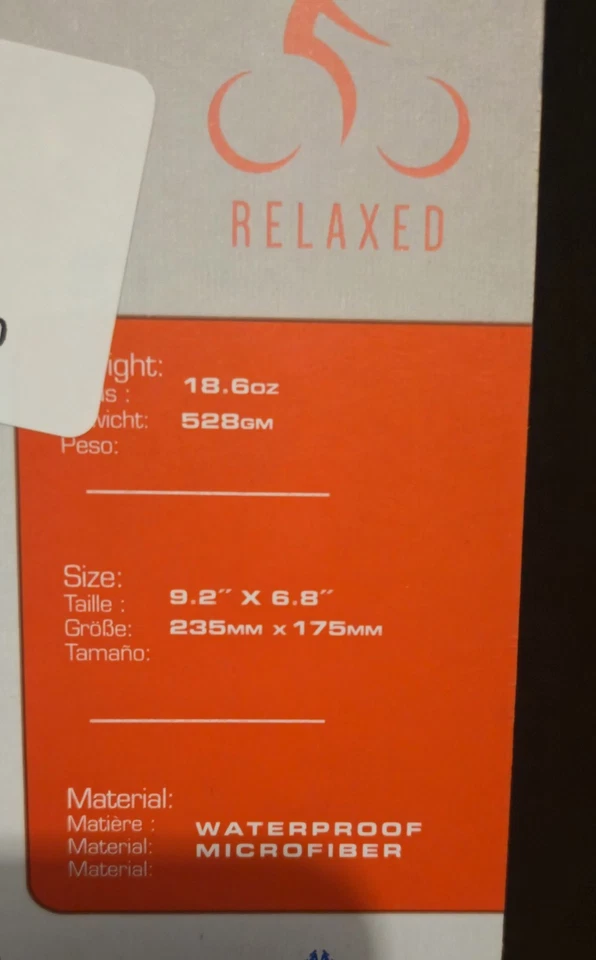 RELAXED
ight:
s :
18.6OZ
icht:
528GM
Peso:
Size:
Taille :
9.2" X 6.8"
Größe:
235MM X 175MM
Tamaño:
Material:
Matière :
WATERPROOF
Material:
MICROFIBER
Material: